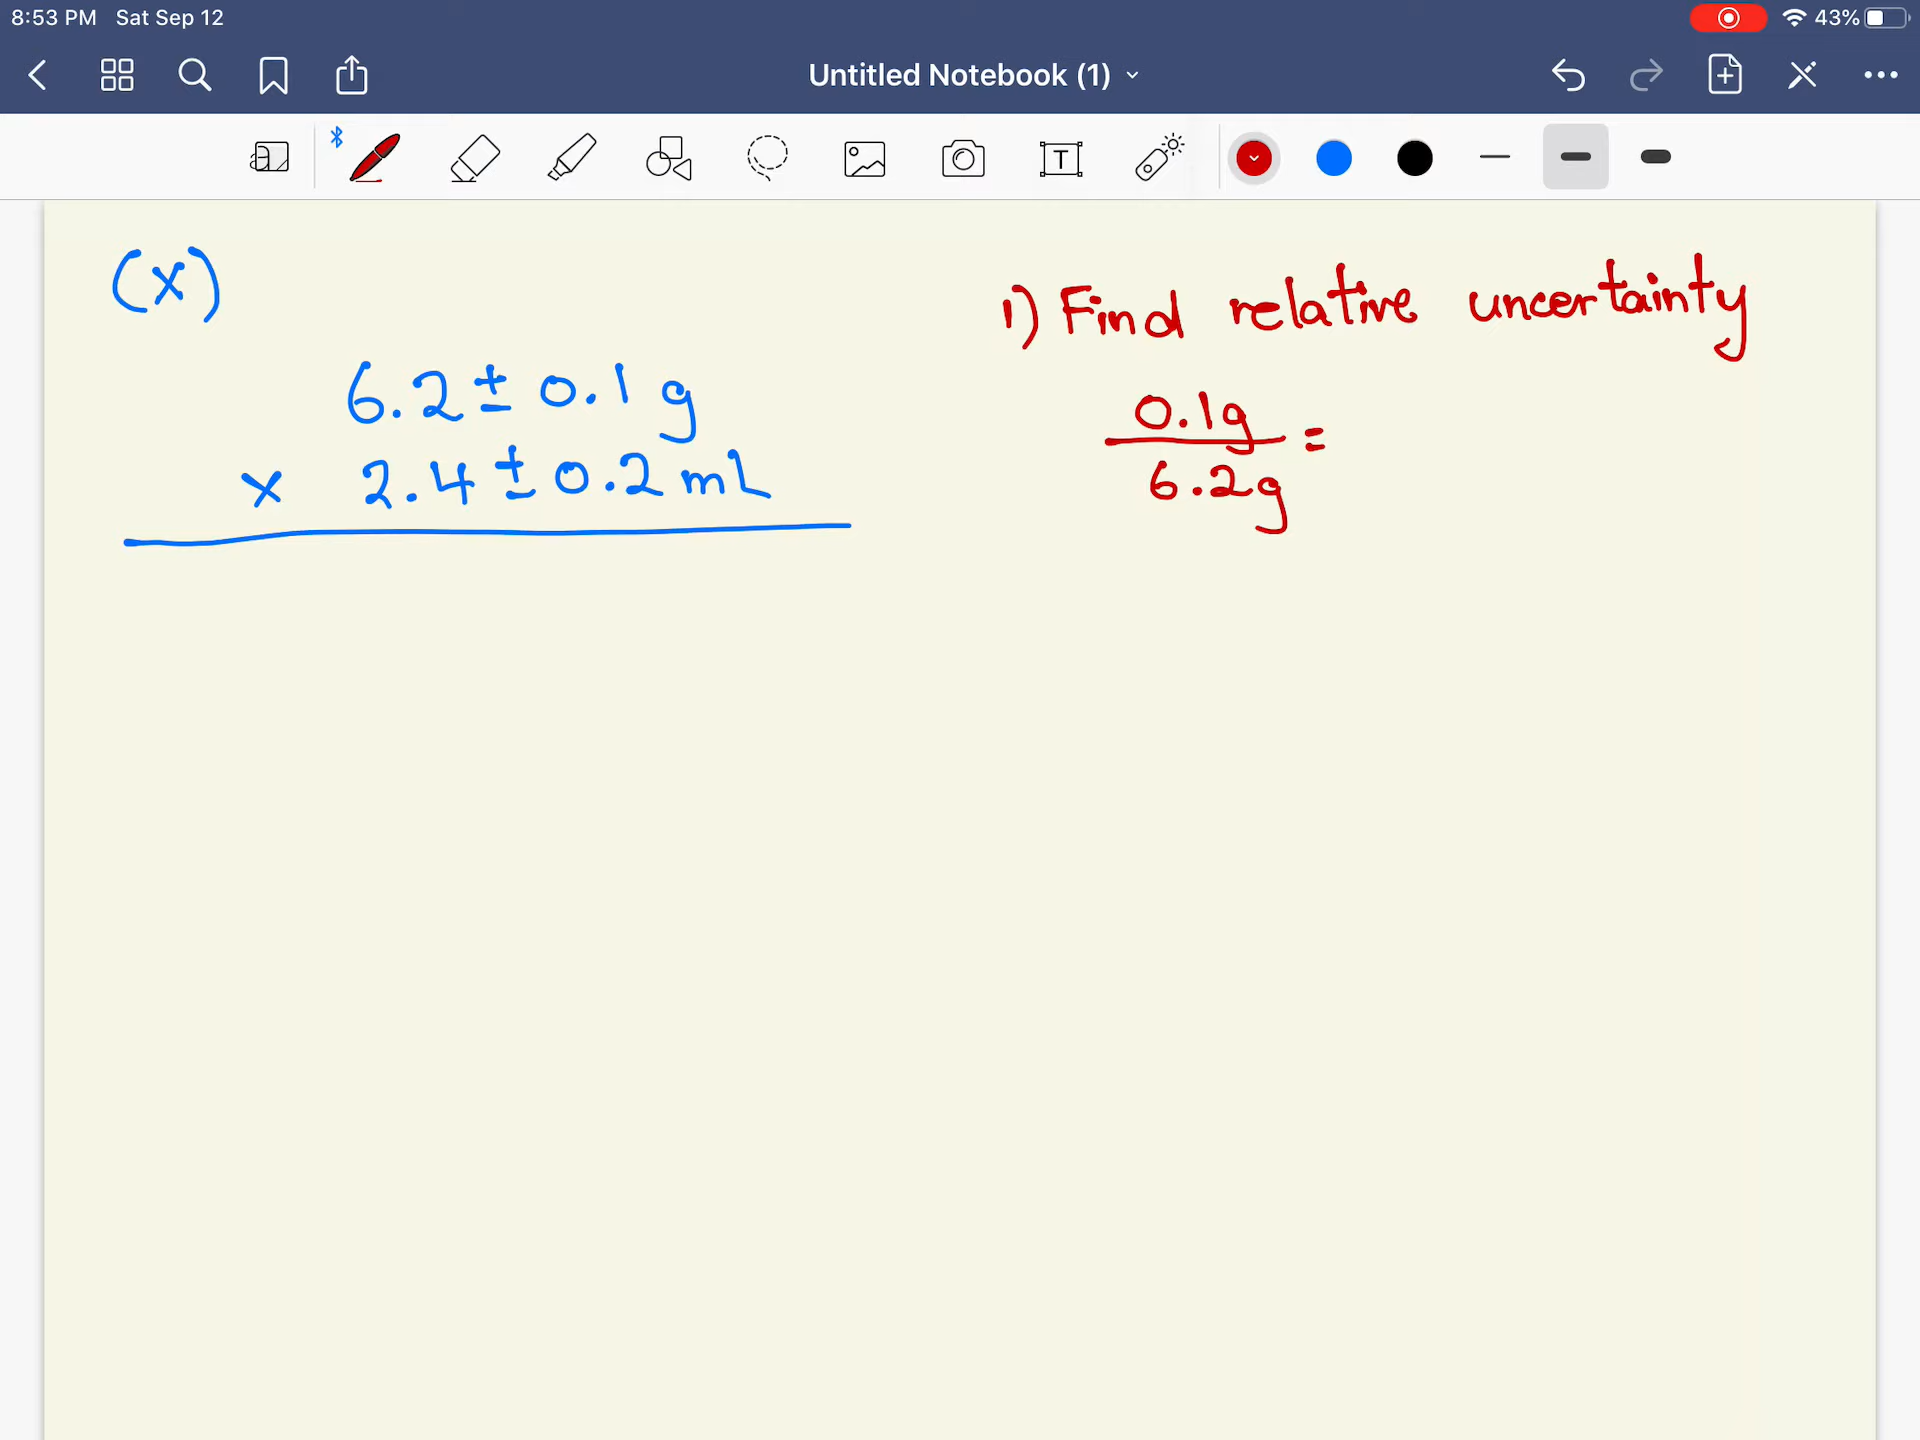 8:53 PM Sat Sep 12
43%
Untitled Notebook (1)
T
(x)
6.2 ± 0.1 g
x 2.4 ± 0.2 mL
1) Find relative uncertainty
0.1g
=
6.2g